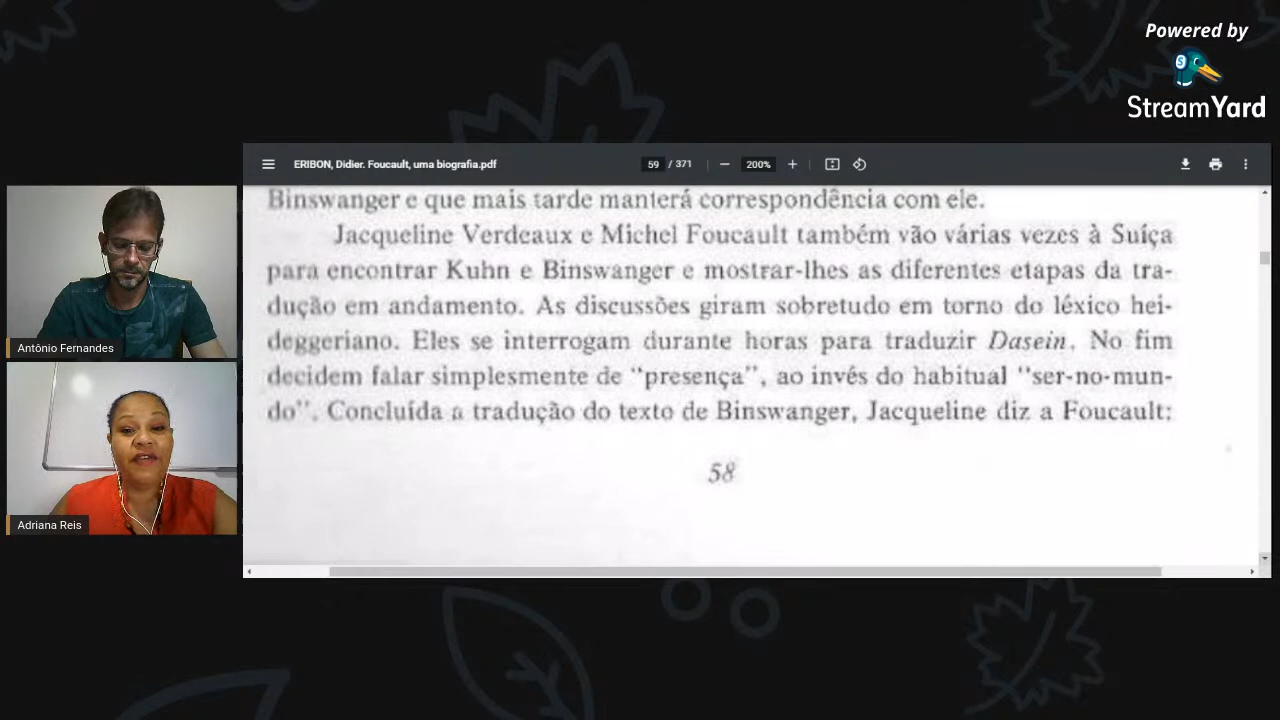 Powered by
StreamYard
ERIBON, Didier. Foucault, uma biografia.pdf
59 / 371
200%
Binswanger e que mais tarde manterá correspondência com ele.
Jacqueline Verdeaux e Michel Foucault também vão várias vezes à Suíça
para encontrar Kuhn e Binswanger e mostrar-lhes as diferentes etapas da tra-
dução em andamento. As discussões giram sobretudo em torno do léxico hei-
deggeriano. Eles se interrogam durante horas para traduzir Dasein. No fim
decidem falar simplesmente de “presença”, ao invés do habitual “ser-no-mun-
do”. Concluída a tradução do texto de Binswanger, Jacqueline diz a Foucault:
58
Antônio Fernandes
Adriana Reis